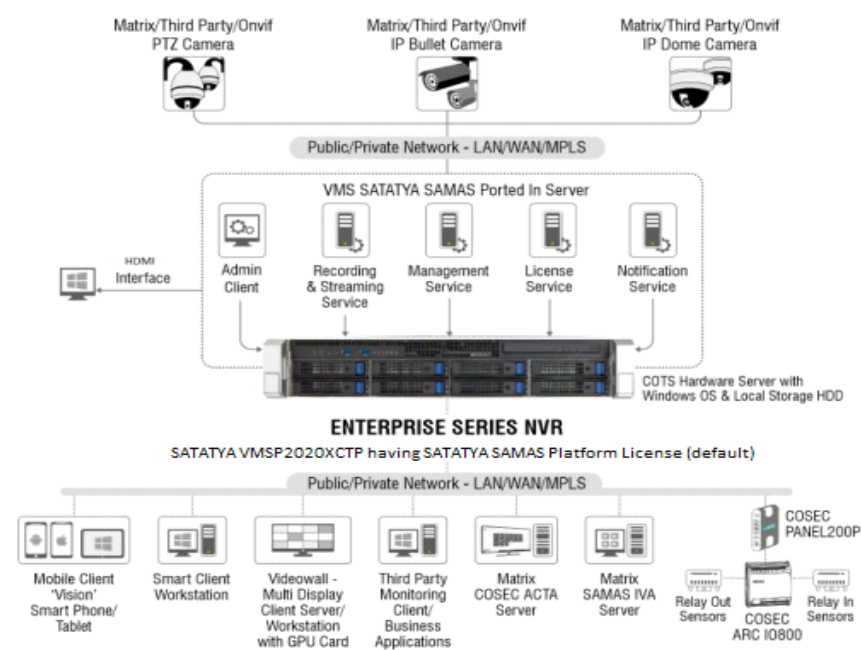 Matrix/Third Party/Onvif
PTZ Camera
Matrix/Third Party/Onvif
IP Bullet Camera
Matrix/Third Party/Onvif
IP Dome Camera
Public/Private Network - LAN/WAN/MPLS
VMS SATATYA SAMAS Ported In Server
HDMI
Interface
Admin
Client
Recording
& Streaming
Service
Management
Service
License
Service
Notification
Service
COTS Hardware Server with
Windows OS & Local Storage HDD
ENTERPRISE SERIES NVR
SATATYA VMSP2020XCTP having SATATYA SAMAS Platform License (default)
Public/Private Network - LAN/WAN/MPLS
Mobile Client
'Vision'
Smart Phone/
Tablet
Smart Client
Workstation
Videowall -
Multi Display
Client Server/
Workstation
with GPU Card
Third Party
Monitoring
Client/
Business
Applications
Matrix
COSEC ACTA
Server
Matrix
SAMAS IVA
Server
COSEC
PANEL200P
Relay Out
Sensors
COSEC
ARC IO800
Relay In
Sensors